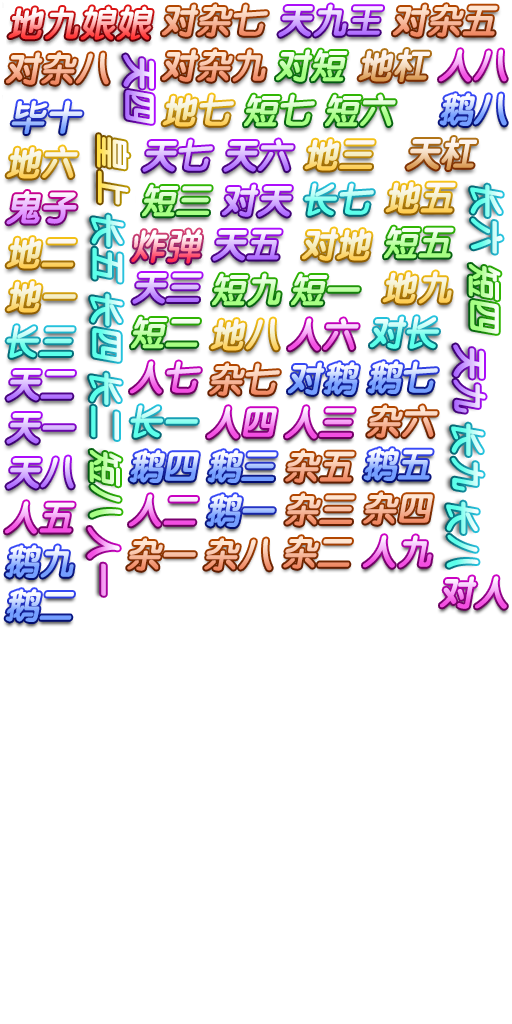 地九娘娘 对杂七 天九王 对杂五
对杂八 天四 对杂九 对短 地杠 人八
毕十 地七 短七 短六 鹅八
地六 皇上 天七 天六 地三 天杠
鬼子 短三 对天 长七 地五 长六
地二 长五 炸弹 天五 对地 短五
地一 长四 天三 短九 短一 地九 短四
长三 短二 地八 人六 对长
天二 长二 人七 杂七 对鹅 鹅七 天九
天一 长一 人四 人三 杂六
天八 短八 鹅四 鹅三 杂五 鹅五 长九
人五 人二 鹅一 杂三 杂四 长八
鹅九 人一 杂一 杂八 杂二 人九
鹅二 对人